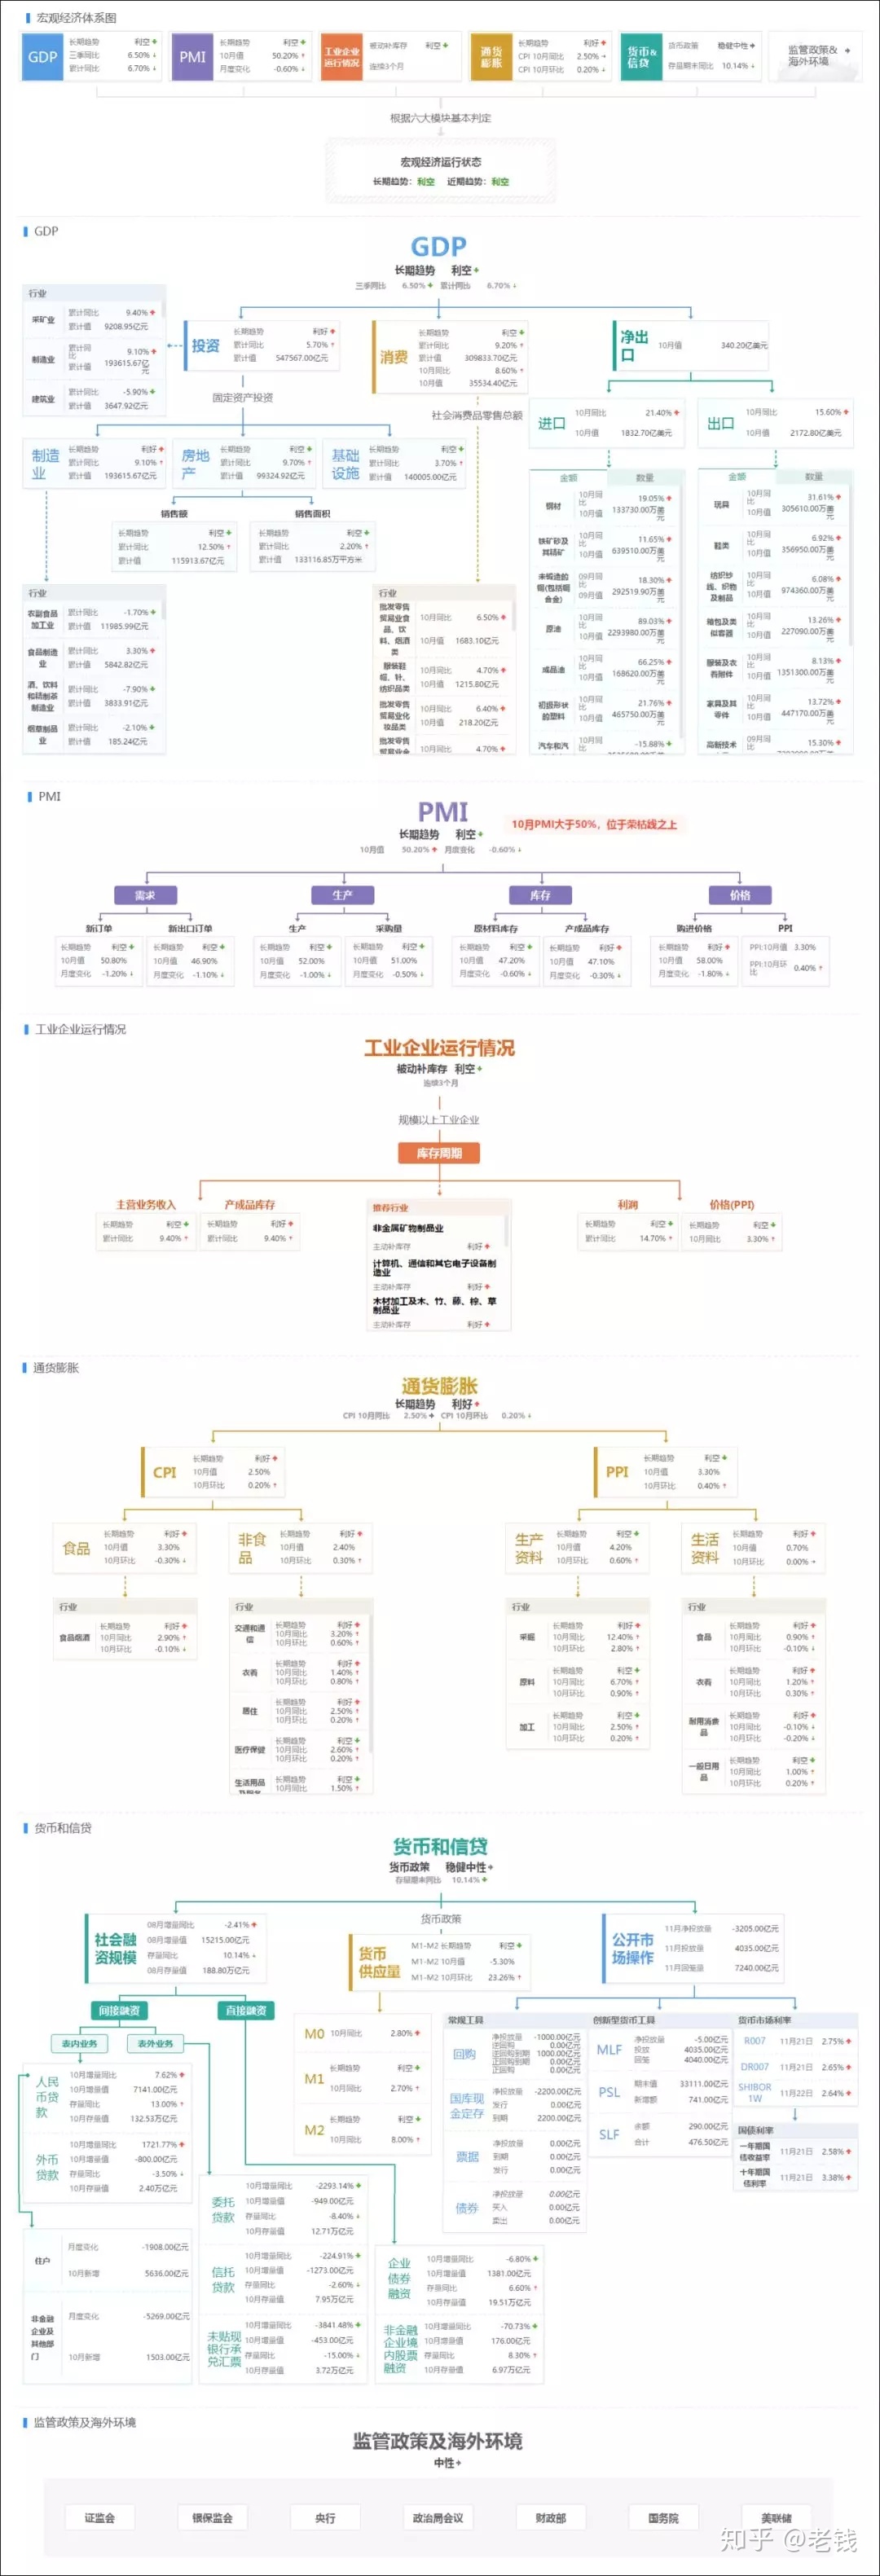 宏观经济体系图
GDP
长期趋势 利空
三季同比 6.50%
累计同比 6.70%
PMI
长期趋势 利空
10月值 50.20%
月度变化 -0.60%
工业企业运行情况
被动补库存 利空
连续3个月
通货膨胀
长期趋势 利好
CPI 10月同比 2.50%
CPI 10月环比 0.20%
货币&信贷
货币政策 稳健中性
存量期末同比 10.14%
监管政策&海外环境
根据六大模块基本判定
宏观经济运行状态
长期趋势：利空 近期趋势：利空
GDP
GDP
长期趋势 利空
三季同比 6.50% 累计同比 6.70%
行业
采矿业
累计同比 9.40%
累计值 9208.95亿元
制造业
累计同比 9.10%
累计值 193615.67亿元
建筑业
累计同比 -5.90%
累计值 3647.92亿元
投资
长期趋势 利好
累计同比 5.70%
累计值 547567.00亿元
消费
长期趋势 利空
累计同比 9.20%
累计值 309833.70亿元
10月同比 8.60%
10月值 35534.40亿元
净出口
10月值 340.20亿美元
固定资产投资
社会消费品零售总额
进口
10月同比 21.40%
10月值 1832.70亿美元
出口
10月同比 15.60%
10月值 2172.80亿美元
制造业
长期趋势 利好
累计同比 9.10%
累计值 193615.67亿元
房地产
长期趋势 利空
累计同比 9.70%
累计值 99324.92亿元
基础设施
长期趋势 利空
累计同比 3.70%
累计值 140005.00亿元
销售额
长期趋势 利空
累计同比 12.50%
累计值 115913.67亿元
销售面积
长期趋势 利空
累计同比 2.20%
累计值 133116.85万平方米
行业
农副食品加工业
累计同比 -1.70%
累计值 11985.99亿元
食品制造业
累计同比 3.30%
累计值 5842.82亿元
酒、饮料和精制茶制造业
累计同比 -7.90%
累计值 3833.91亿元
烟草制品业
累计同比 -2.10%
累计值 185.24亿元
行业
批发零售贸易业食品、饮料、烟酒类
10月同比 6.50%
10月值 1683.10亿元
服装鞋帽、针、纺织品类
10月同比 4.70%
10月值 1215.80亿元
批发零售贸易业化妆品类
10月同比 6.40%
10月值 218.20亿元
批发零售
10月同比 4.70%
金额 数量
钢材
10月同比 19.05%
10月值 133730.00万美元
铁矿砂及其精矿
10月同比 11.65%
10月值 639510.00万美元
未锻造的铜(包括铜合金)
09月同比 18.30%
09月值 292519.90万美元
原油
10月同比 89.03%
10月值 2293980.00万美元
成品油
10月同比 66.25%
10月值 168620.00万美元
初级形状的塑料
10月同比 21.76%
10月值 465750.00万美元
汽车和汽
10月同比 -15.88%
金额 数量
玩具
10月同比 31.61%
10月值 305610.00万美元
鞋类
10月同比 6.92%
10月值 356950.00万美元
纺织纱线、织物及制品
10月同比 6.08%
10月值 974360.00万美元
箱包及类似容器
10月同比 13.26%
10月值 227090.00万美元
服装及衣着附件
10月同比 8.13%
10月值 1351300.00万美元
家具及其零件
10月同比 13.72%
10月值 447170.00万美元
高新技术
09月同比 15.30%
PMI
PMI
长期趋势 利空
10月值 50.20% 月度变化 -0.60%
10月PMI大于50%，位于荣枯线之上
需求
生产
库存
价格
新订单
长期趋势 利空
10月值 50.80%
月度变化 -1.20%
新出口订单
长期趋势 利空
10月值 46.90%
月度变化 -1.10%
生产
长期趋势 利空
10月值 52.00%
月度变化 -1.00%
采购量
长期趋势 利空
10月值 51.00%
月度变化 -0.50%
原材料库存
长期趋势 利空
10月值 47.20%
月度变化 -0.60%
产成品库存
长期趋势 利好
10月值 47.10%
月度变化 -0.30%
购进价格
长期趋势 利好
10月值 58.00%
月度变化 -1.80%
PPI
PPI:10月值 3.30%
PPI:10月环比 0.40%
工业企业运行情况
工业企业运行情况
被动补库存 利空
连续3个月
规模以上工业企业
库存周期
主营业务收入
长期趋势 利空
累计同比 9.40%
产成品库存
长期趋势 利好
累计同比 9.40%
推荐行业
非金属矿物制品业
主动补库存 利好
计算机、通信和其它电子设备制造业
主动补库存 利好
木材加工及木、竹、藤、棕、草制品业
主动补库存 利好
利润
长期趋势 利空
累计同比 14.70%
价格(PPI)
长期趋势 利空
10月同比 3.30%
通货膨胀
通货膨胀
长期趋势 利好
CPI 10月同比 2.50% CPI 10月环比 0.20%
CPI
长期趋势 利好
10月值 2.50%
10月环比 0.20%
PPI
长期趋势 利空
10月值 3.30%
10月环比 0.40%
食品
长期趋势 利好
10月值 3.30%
10月环比 -0.30%
非食品
长期趋势 利好
10月值 2.40%
10月环比 0.30%
生产资料
长期趋势 利空
10月值 4.20%
10月环比 0.60%
生活资料
长期趋势 利好
10月值 0.70%
10月环比 0.00%
行业
食品烟酒
长期趋势 利好
10月同比 2.90%
10月环比 -0.10%
行业
交通和通信
长期趋势 利好
10月同比 3.20%
10月环比 0.60%
衣着
长期趋势 利好
10月同比 1.40%
10月环比 0.80%
居住
长期趋势 利好
10月同比 2.50%
10月环比 0.20%
医疗保健
长期趋势 利空
10月同比 2.60%
10月环比 0.20%
生活用品及服务
长期趋势 利空
10月同比 1.50%
行业
采掘
长期趋势 利好
10月同比 12.40%
10月环比 2.80%
原料
长期趋势 利空
10月同比 6.70%
10月环比 0.90%
加工
长期趋势 利空
10月同比 2.50%
10月环比 0.20%
行业
食品
长期趋势 利好
10月同比 0.90%
10月环比 -0.10%
衣着
长期趋势 利好
10月同比 1.20%
10月环比 0.30%
耐用消费品
长期趋势 利好
10月同比 -0.10%
10月环比 -0.20%
一般日用品
长期趋势 利空
10月同比 1.00%
10月环比 0.20%
货币和信贷
货币和信贷
货币政策 稳健中性
存量期末同比 10.14%
社会融资规模
08月增量同比 -2.41%
08月增量值 15215.00亿元
存量同比 10.14%
08月存量值 188.80万亿元
货币政策
货币供应量
M1-M2 长期趋势 利空
M1-M2 10月值 -5.30%
M1-M2 10月环比 23.26%
公开市场操作
11月净投放量 -3205.00亿元
11月投放量 4035.00亿元
11月回笼量 7240.00亿元
间接融资
直接融资
表内业务
表外业务
M0 10月同比 2.80%
M1
长期趋势 利空
10月同比 2.70%
M2
长期趋势 利空
10月同比 8.00%
常规工具
回购
净投放量 -1000.00亿元
逆回购 0.00亿元
逆回购到期 1000.00亿元
正回购到期 0.00亿元
正回购 0.00亿元
国库现金定存
净投放量 -2200.00亿元
发行 0.00亿元
到期 2200.00亿元
票据
净投放量 0.00亿元
到期 0.00亿元
发行 0.00亿元
债券
净投放量 0.00亿元
买入 0.00亿元
卖出 0.00亿元
创新型货币工具
MLF
净投放量 -5.00亿元
投放 4035.00亿元
回笼 4040.00亿元
PSL
期末值 33111.00亿元
新增额 741.00亿元
SLF
余额 290.00亿元
合计 476.50亿元
货币市场利率
R007 11月21日 2.75%
DR007 11月21日 2.65%
SHIBOR 1W 11月22日 2.64%
国债利率
一年期国债收益率 11月21日 2.58%
十年期国债利率 11月21日 3.38%
人民币贷款
10月增量同比 7.62%
10月增量值 7141.00亿元
存量同比 13.00%
10月存量值 132.53万亿元
外币贷款
10月增量同比 1721.77%
10月增量值 -800.00亿元
存量同比 -3.50%
10月存量值 2.40万亿元
住户
月度变化 -1908.00亿元
10月新增 5636.00亿元
非金融企业及其他部门
月度变化 -5269.00亿元
10月新增 1503.00亿元
委托贷款
10月增量同比 -2293.14%
10月增量值 -949.00亿元
存量同比 -8.40%
10月存量值 12.71万亿元
信托贷款
10月增量同比 -224.91%
10月增量值 -1273.00亿元
存量同比 -2.60%
10月存量值 7.95万亿元
未贴现银行承兑汇票
10月增量同比 -3841.48%
10月增量值 -453.00亿元
存量同比 -15.00%
10月存量值 3.72万亿元
企业债券融资
10月增量同比 -6.80%
10月增量值 1381.00亿元
存量同比 6.60%
10月存量值 19.51万亿元
非金融企业境内股票融资
10月增量同比 -70.73%
10月增量值 176.00亿元
存量同比 8.30%
10月存量值 6.97万亿元
监管政策及海外环境
监管政策及海外环境
中性
证监会
银保监会
央行
政治局会议
财政部
国务院
美联储
知乎 @老钱